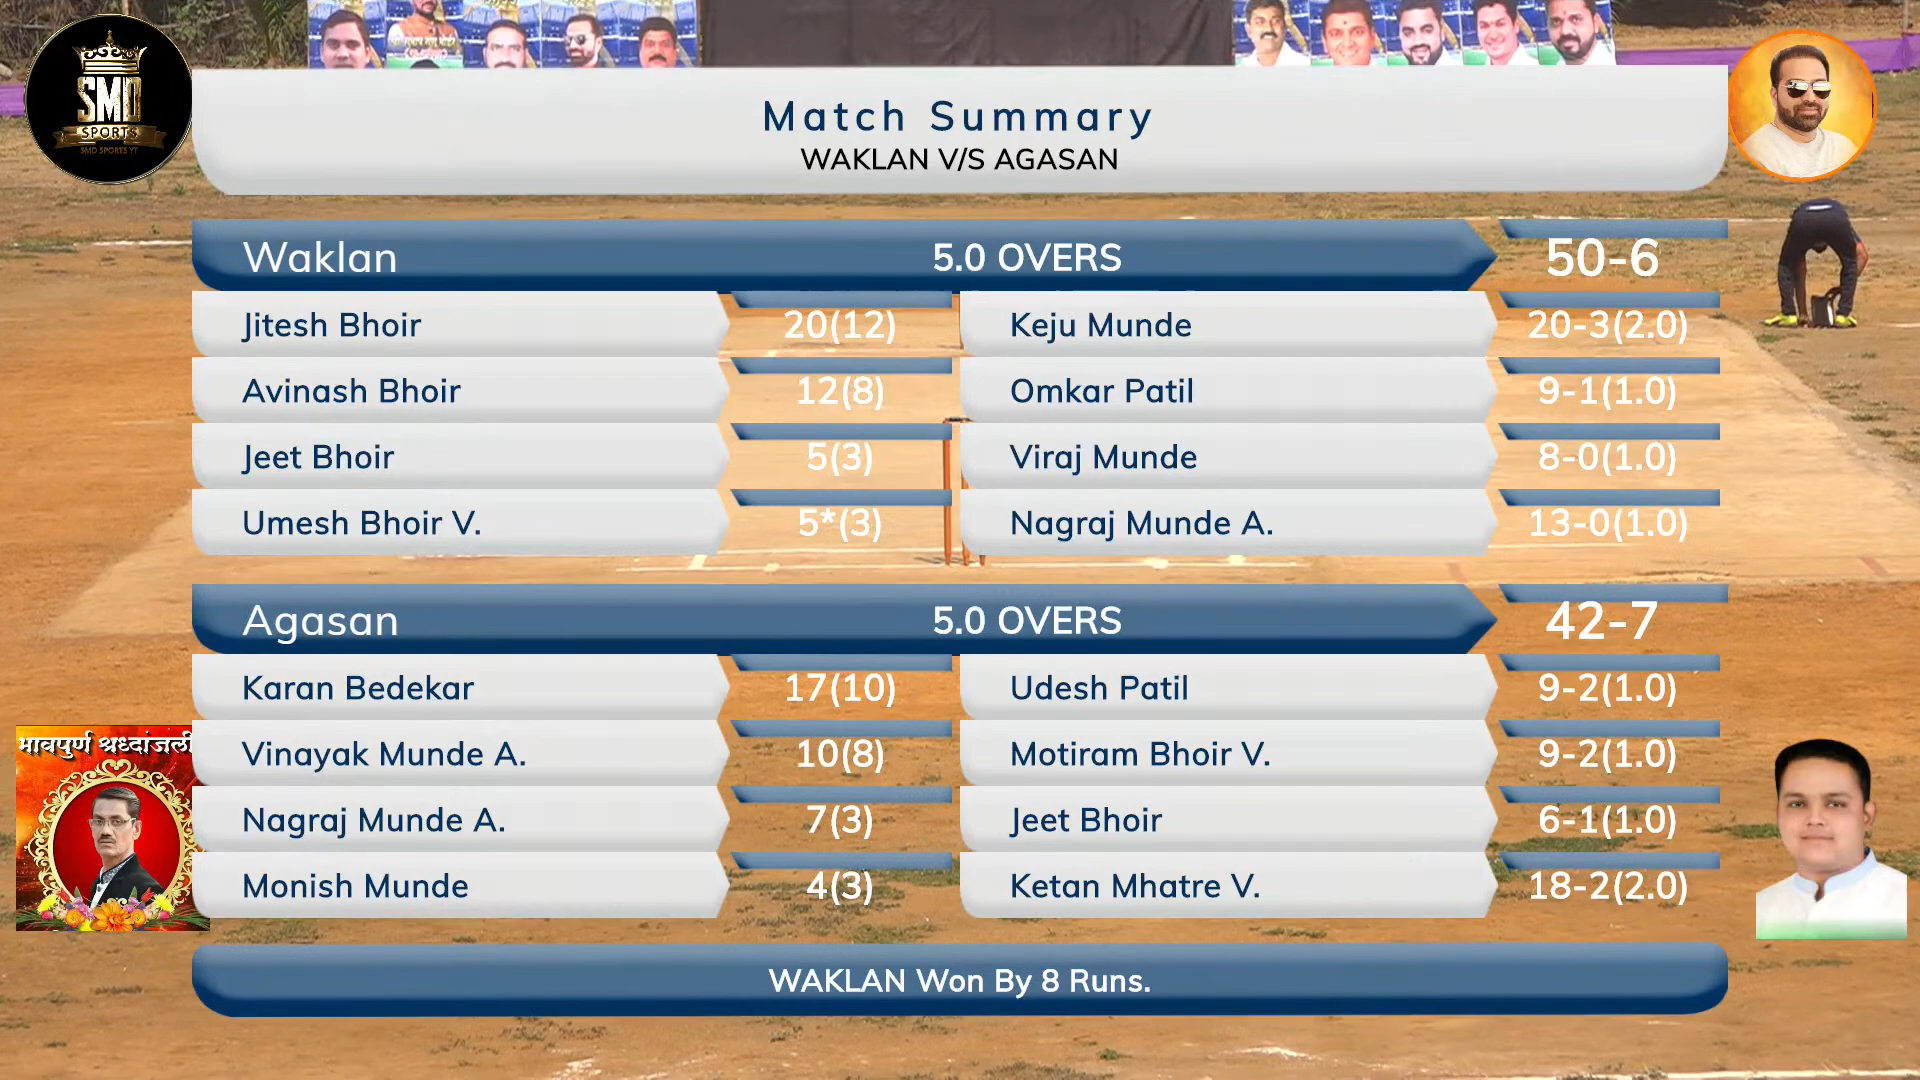 SMD
SPORTS
SMD SPORTS YT
Match Summary
WAKLAN V/S AGASAN
Waklan 5.0 OVERS 50-6
Jitesh Bhoir 20(12) Keju Munde 20-3(2.0)
Avinash Bhoir 12(8) Omkar Patil 9-1(1.0)
Jeet Bhoir 5(3) Viraj Munde 8-0(1.0)
Umesh Bhoir V. 5*(3) Nagraj Munde A. 13-0(1.0)
Agasan 5.0 OVERS 42-7
Karan Bedekar 17(10) Udesh Patil 9-2(1.0)
Vinayak Munde A. 10(8) Motiram Bhoir V. 9-2(1.0)
Nagraj Munde A. 7(3) Jeet Bhoir 6-1(1.0)
Monish Munde 4(3) Ketan Mhatre V. 18-2(2.0)
भावपुर्ण श्रध्दांजली
WAKLAN Won By 8 Runs.